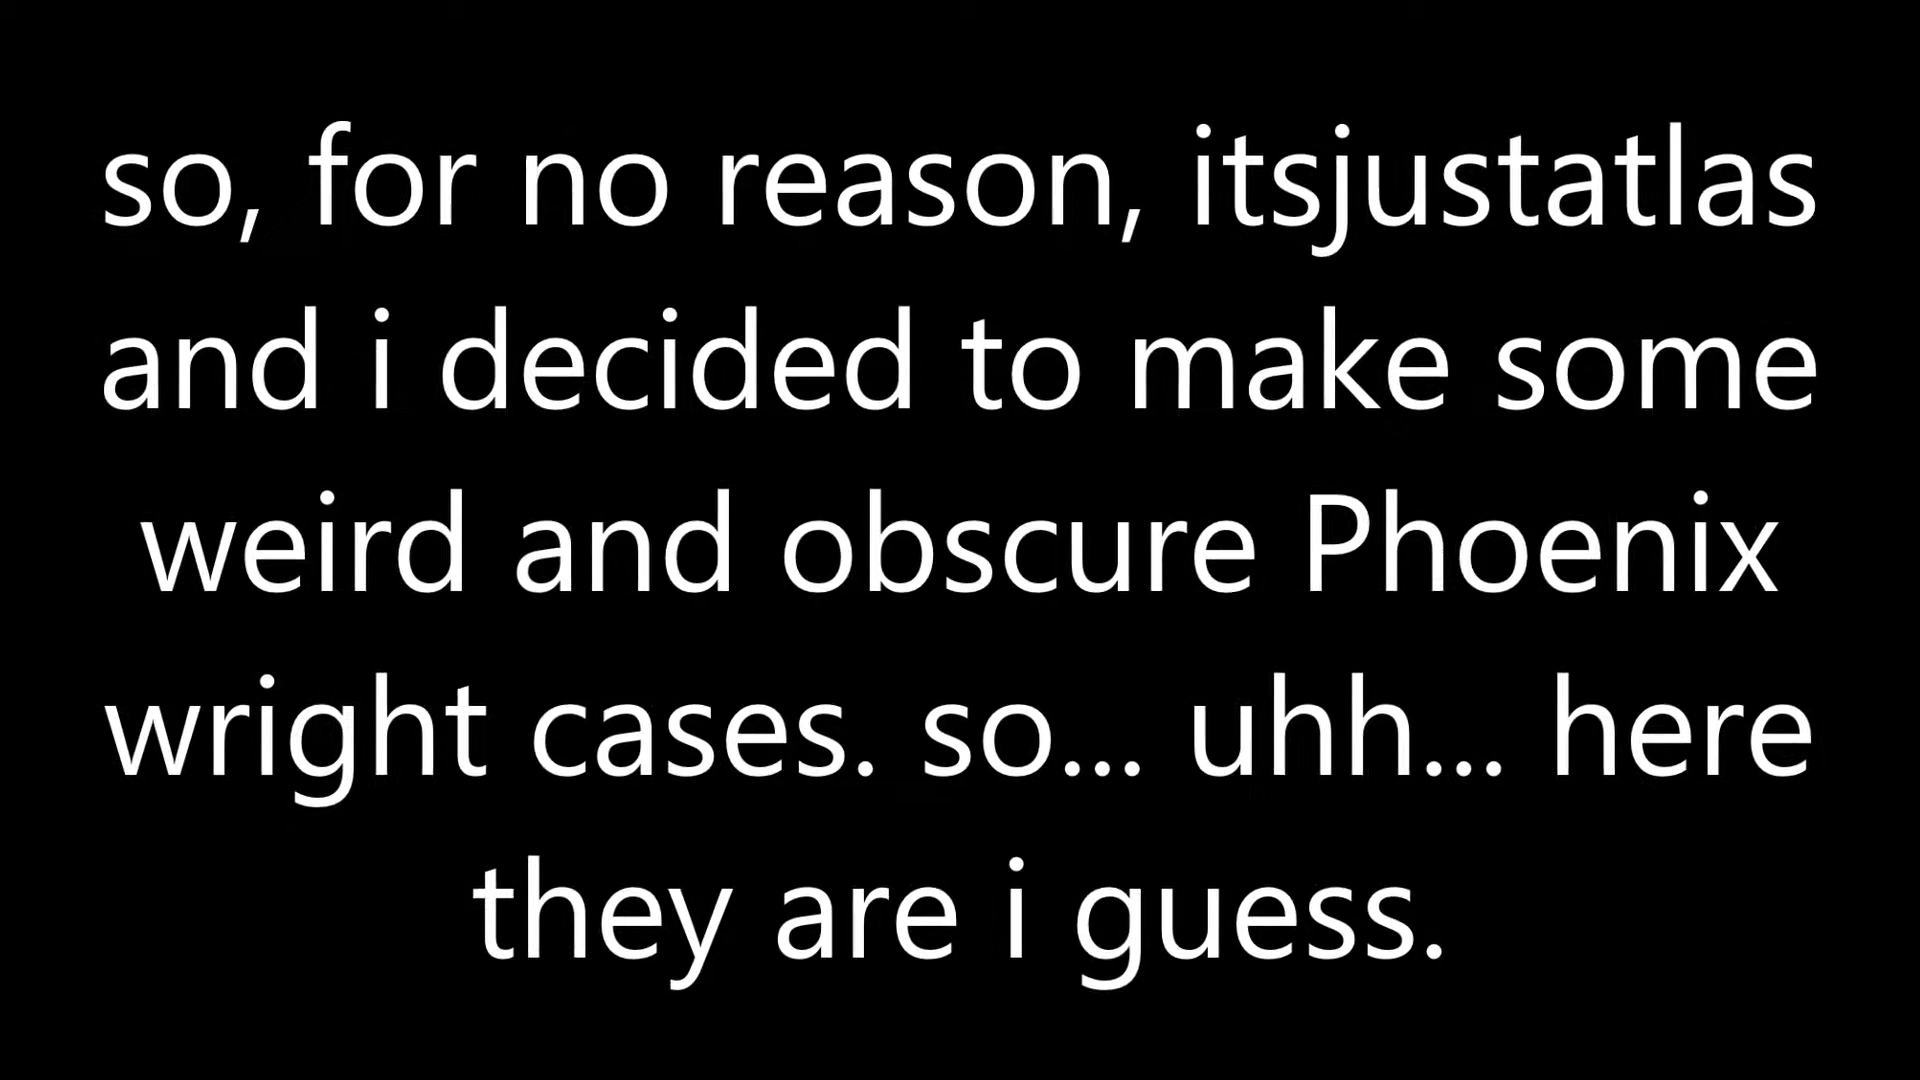 so, for no reason, itsjustatlas
and i decided to make some
weird and obscure Phoenix
wright cases. so... uhh... here
they are i guess.